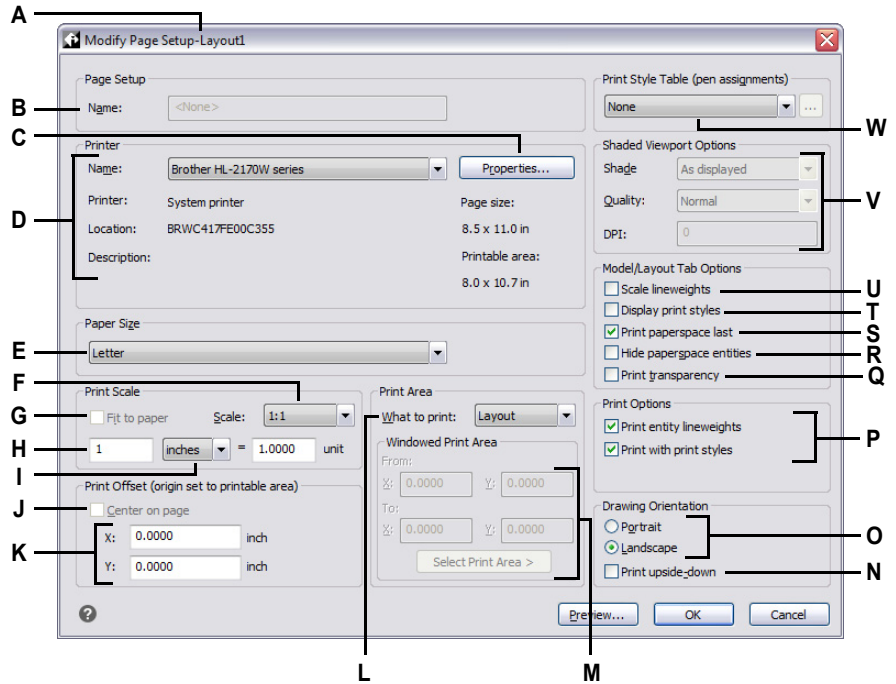 A
Modify Page Setup-Layout1
Page Setup
B
Name:
<None>
C
Printer
Name:
Brother HL-2170W series
Properties...
D
Printer:
System printer
Page size:
Location:
BRWC417FE00C355
8.5 x 11.0 in
Description:
Printable area:
8.0 x 10.7 in
Paper Size
E
Letter
F
Print Scale
G
Fit to paper
Scale:
1:1
H
1
inches
=
1.0000
unit
I
Print Offset (origin set to printable area)
J
Center on page
K
X:
0.0000
inch
Y:
0.0000
inch
Print Area
What to print:
Layout
Windowed Print Area
From:
X:
0.0000
Y:
0.0000
To:
X:
0.0000
Y:
0.0000
Select Print Area >
L
M
Print Style Table (pen assignments)
None
...
W
Shaded Viewport Options
Shade
As displayed
Quality:
Normal
V
DPI:
0
Model/Layout Tab Options
Scale lineweights
U
Display print styles
T
Print paperspace last
S
Hide paperspace entities
R
Print transparency
Q
Print Options
Print entity lineweights
P
Print with print styles
Drawing Orientation
Portrait
O
Landscape
Print upside-down
N
?
Preview...
OK
Cancel